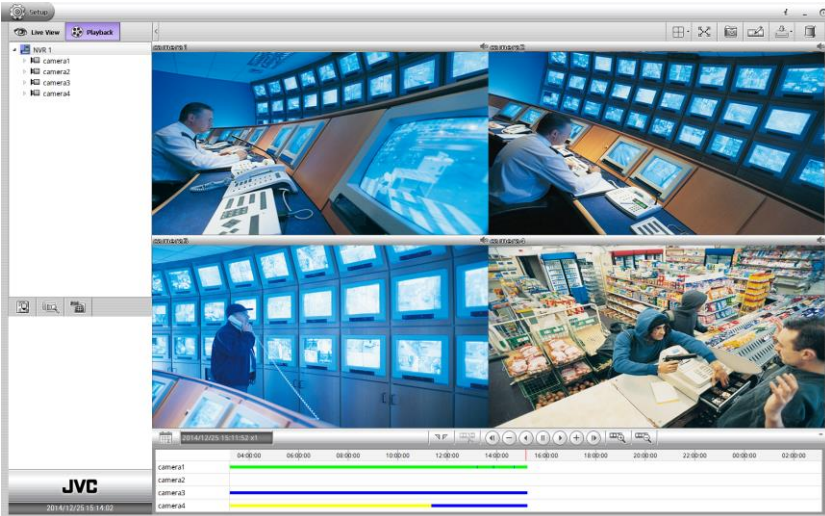 Setup
Live View Playback
NVR 1
camera1
camera2
camera3
camera4
camera1 camera2
camera3 camera4
2014/12/25 15:11:52 x1
04:00:00 06:00:00 08:00:00 10:00:00 12:00:00 14:00:00 16:00:00 18:00:00 20:00:00 22:00:00 00:00:00 02:00:00
camera1
camera2
camera3
camera4
JVC
2014/12/25 15:14:02